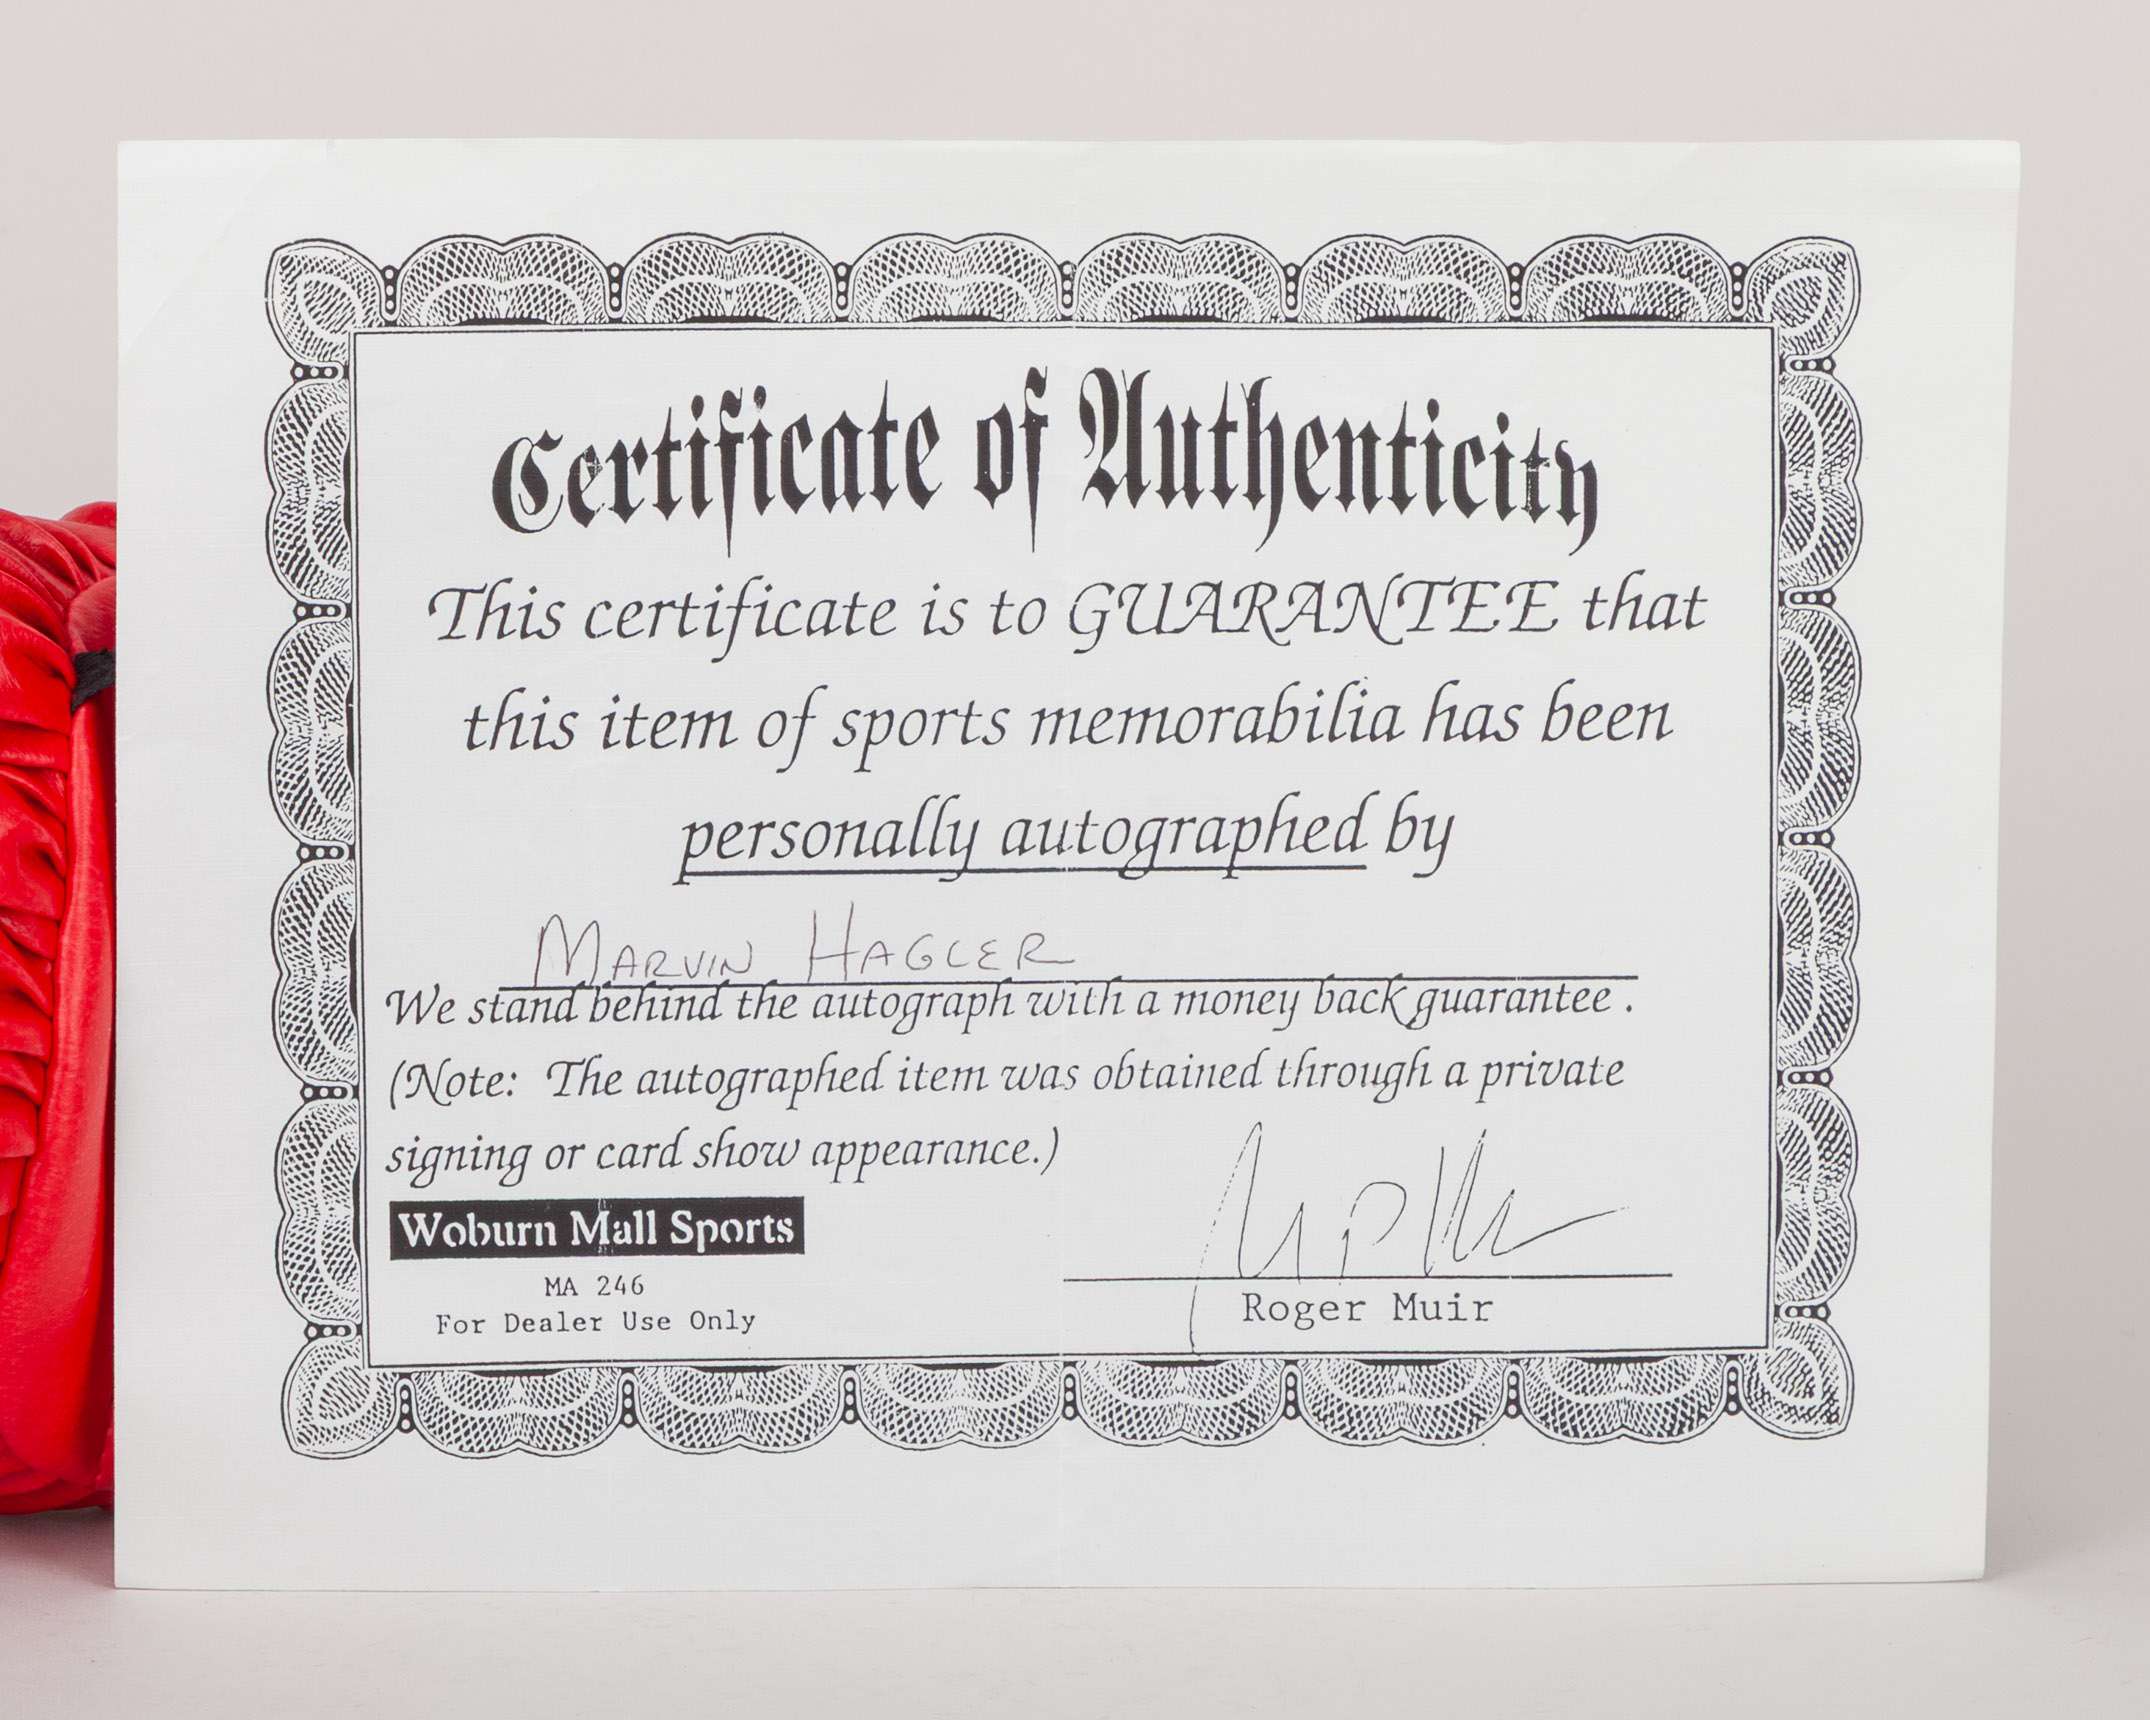 Certificate of Authenticity
This certificate is to GUARANTEE that
this item of sports memorabilia has been
personally autographed by
MARVIN HAGLER
We stand behind the autograph with a money back guarantee .
(Note: The autographed item was obtained through a private
signing or card show appearance.)
Woburn Mall Sports
MA 246
For Dealer Use Only
Roger Muir